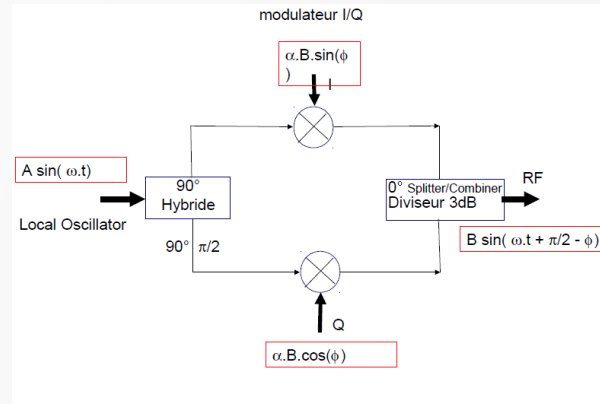 modulateur I/Q
α.B.sin(ϕ
)
I
A sin( ω.t)
Local Oscillator
90°
Hybride
90° π/2
0° Splitter/Combiner
Diviseur 3dB
RF
B sin( ω.t + π/2 - ϕ)
Q
α.B.cos(ϕ)